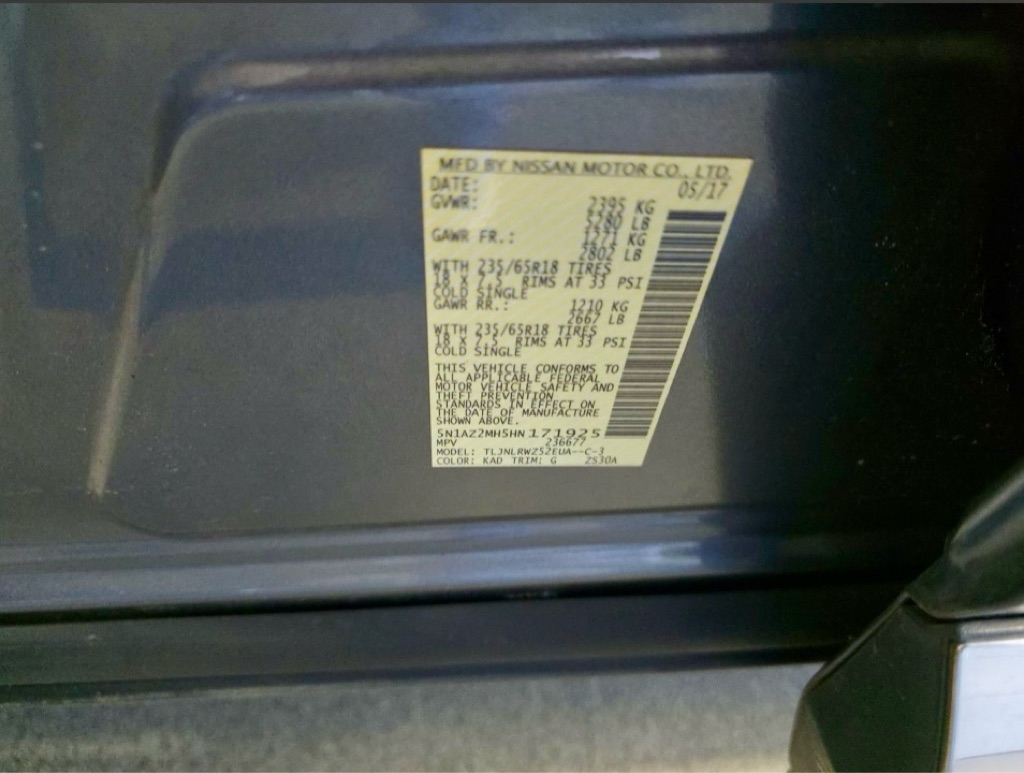 MFD BY NISSAN MOTOR CO., LTD.
DATE: 05/17
GVWR: 2395 KG
5280 LB
GAWR FR.: 1271 KG
2802 LB
WITH 235/65R18 TIRES
18 X 7.5 RIMS AT 33 PSI
COLD SINGLE
GAWR RR.: 1210 KG
2667 LB
WITH 235/65R18 TIRES
18 X 7.5 RIMS AT 33 PSI
COLD SINGLE
THIS VEHICLE CONFORMS TO
ALL APPLICABLE FEDERAL
MOTOR VEHICLE SAFETY AND
THEFT PREVENTION
STANDARDS IN EFFECT ON
THE DATE OF MANUFACTURE
SHOWN ABOVE.
5N1AZ2MH5HN171925
MPV 236677
MODEL: TLJNLRWZ52EUA--C-3
COLOR: KAD TRIM: G 2S30A